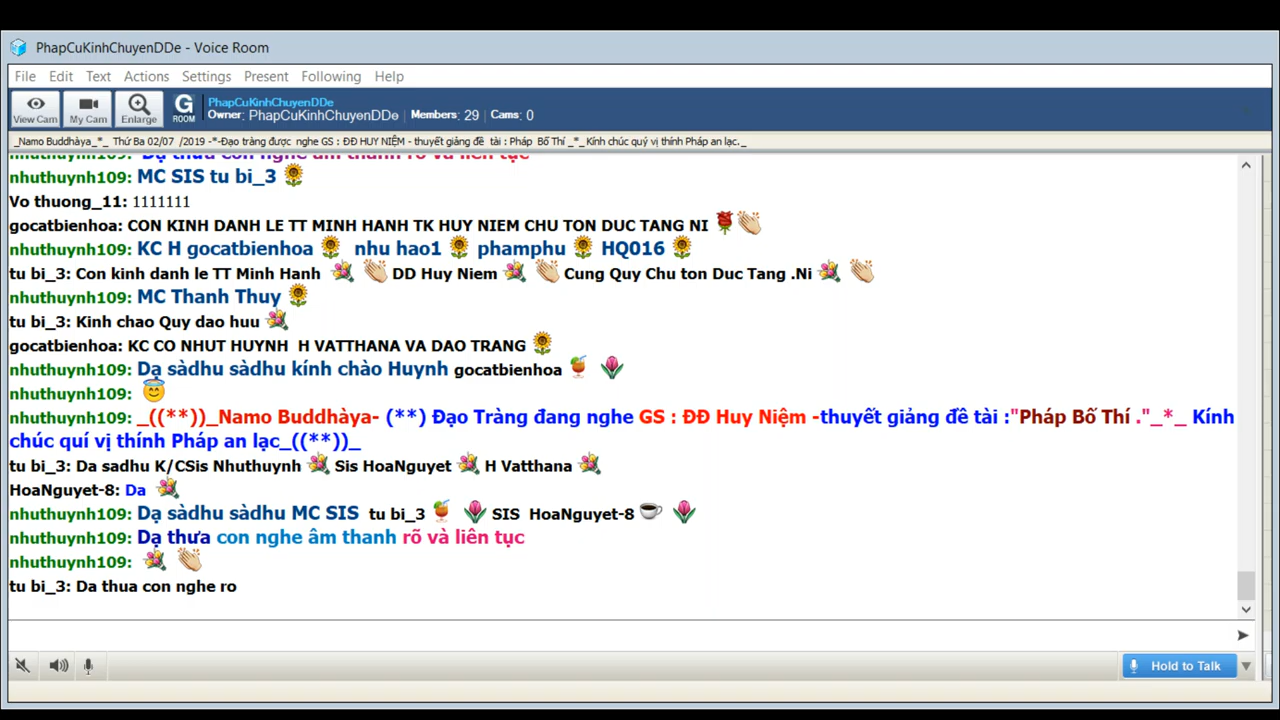 PhapCuKinhChuyenDDe - Voice Room
File Edit Text Actions Settings Present Following Help
View Cam My Cam Enlarge G ROOM PhapCuKinhChuyenDDe
Owner: PhapCuKinhChuyenDDe Members: 29 Cams: 0
_Namo Buddhàya_*_ Thứ Ba 02/07 /2019 -*-Đạo tràng được nghe GS : ĐĐ HUY NIỆM - thuyết giảng đề tài : Pháp Bố Thí _*_ Kính chúc quý vị thính Pháp an lạc._
Dạ thưa con nghe âm thanh rõ và liên tục
nhuthuynh109: MC SIS tu bi_3
Vo thuong_11: 1111111
gocatbienhoa: CON KINH DANH LE TT MINH HANH TK HUY NIEM CHU TON DUC TANG NI
nhuthuynh109: KC H gocatbienhoa nhu hao1 phamphu HQ016
tu bi_3: Con kinh danh le TT Minh Hanh DD Huy Niem Cung Quy Chu ton Duc Tang .Ni
nhuthuynh109: MC Thanh Thuy
tu bi_3: Kinh chao Quy dao huu
gocatbienhoa: KC CO NHUT HUYNH H VATTHANA VA DAO TRANG
nhuthuynh109: Dạ sàdhu sàdhu kính chào Huynh gocatbienhoa
nhuthuynh109:
nhuthuynh109: _((**))_Namo Buddhàya- (**) Đạo Tràng đang nghe GS : ĐĐ Huy Niệm -thuyết giảng đề tài :"Pháp Bố Thí ."_*_ Kính
chúc quí vị thính Pháp an lạc_((**))_
tu bi_3: Da sadhu K/CSis Nhuthuynh Sis HoaNguyet H Vatthana
HoaNguyet-8: Da
nhuthuynh109: Dạ sàdhu sàdhu MC SIS tu bi_3 SIS HoaNguyet-8
nhuthuynh109: Dạ thưa con nghe âm thanh rõ và liên tục
nhuthuynh109:
tu bi_3: Da thua con nghe ro
Hold to Talk